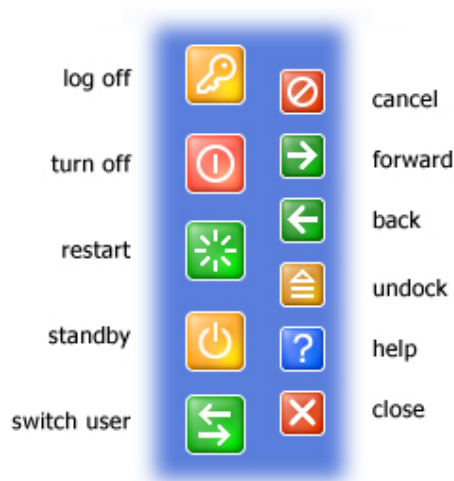 log off
turn off
restart
standby
switch user
cancel
forward
back
undock
?
help
close